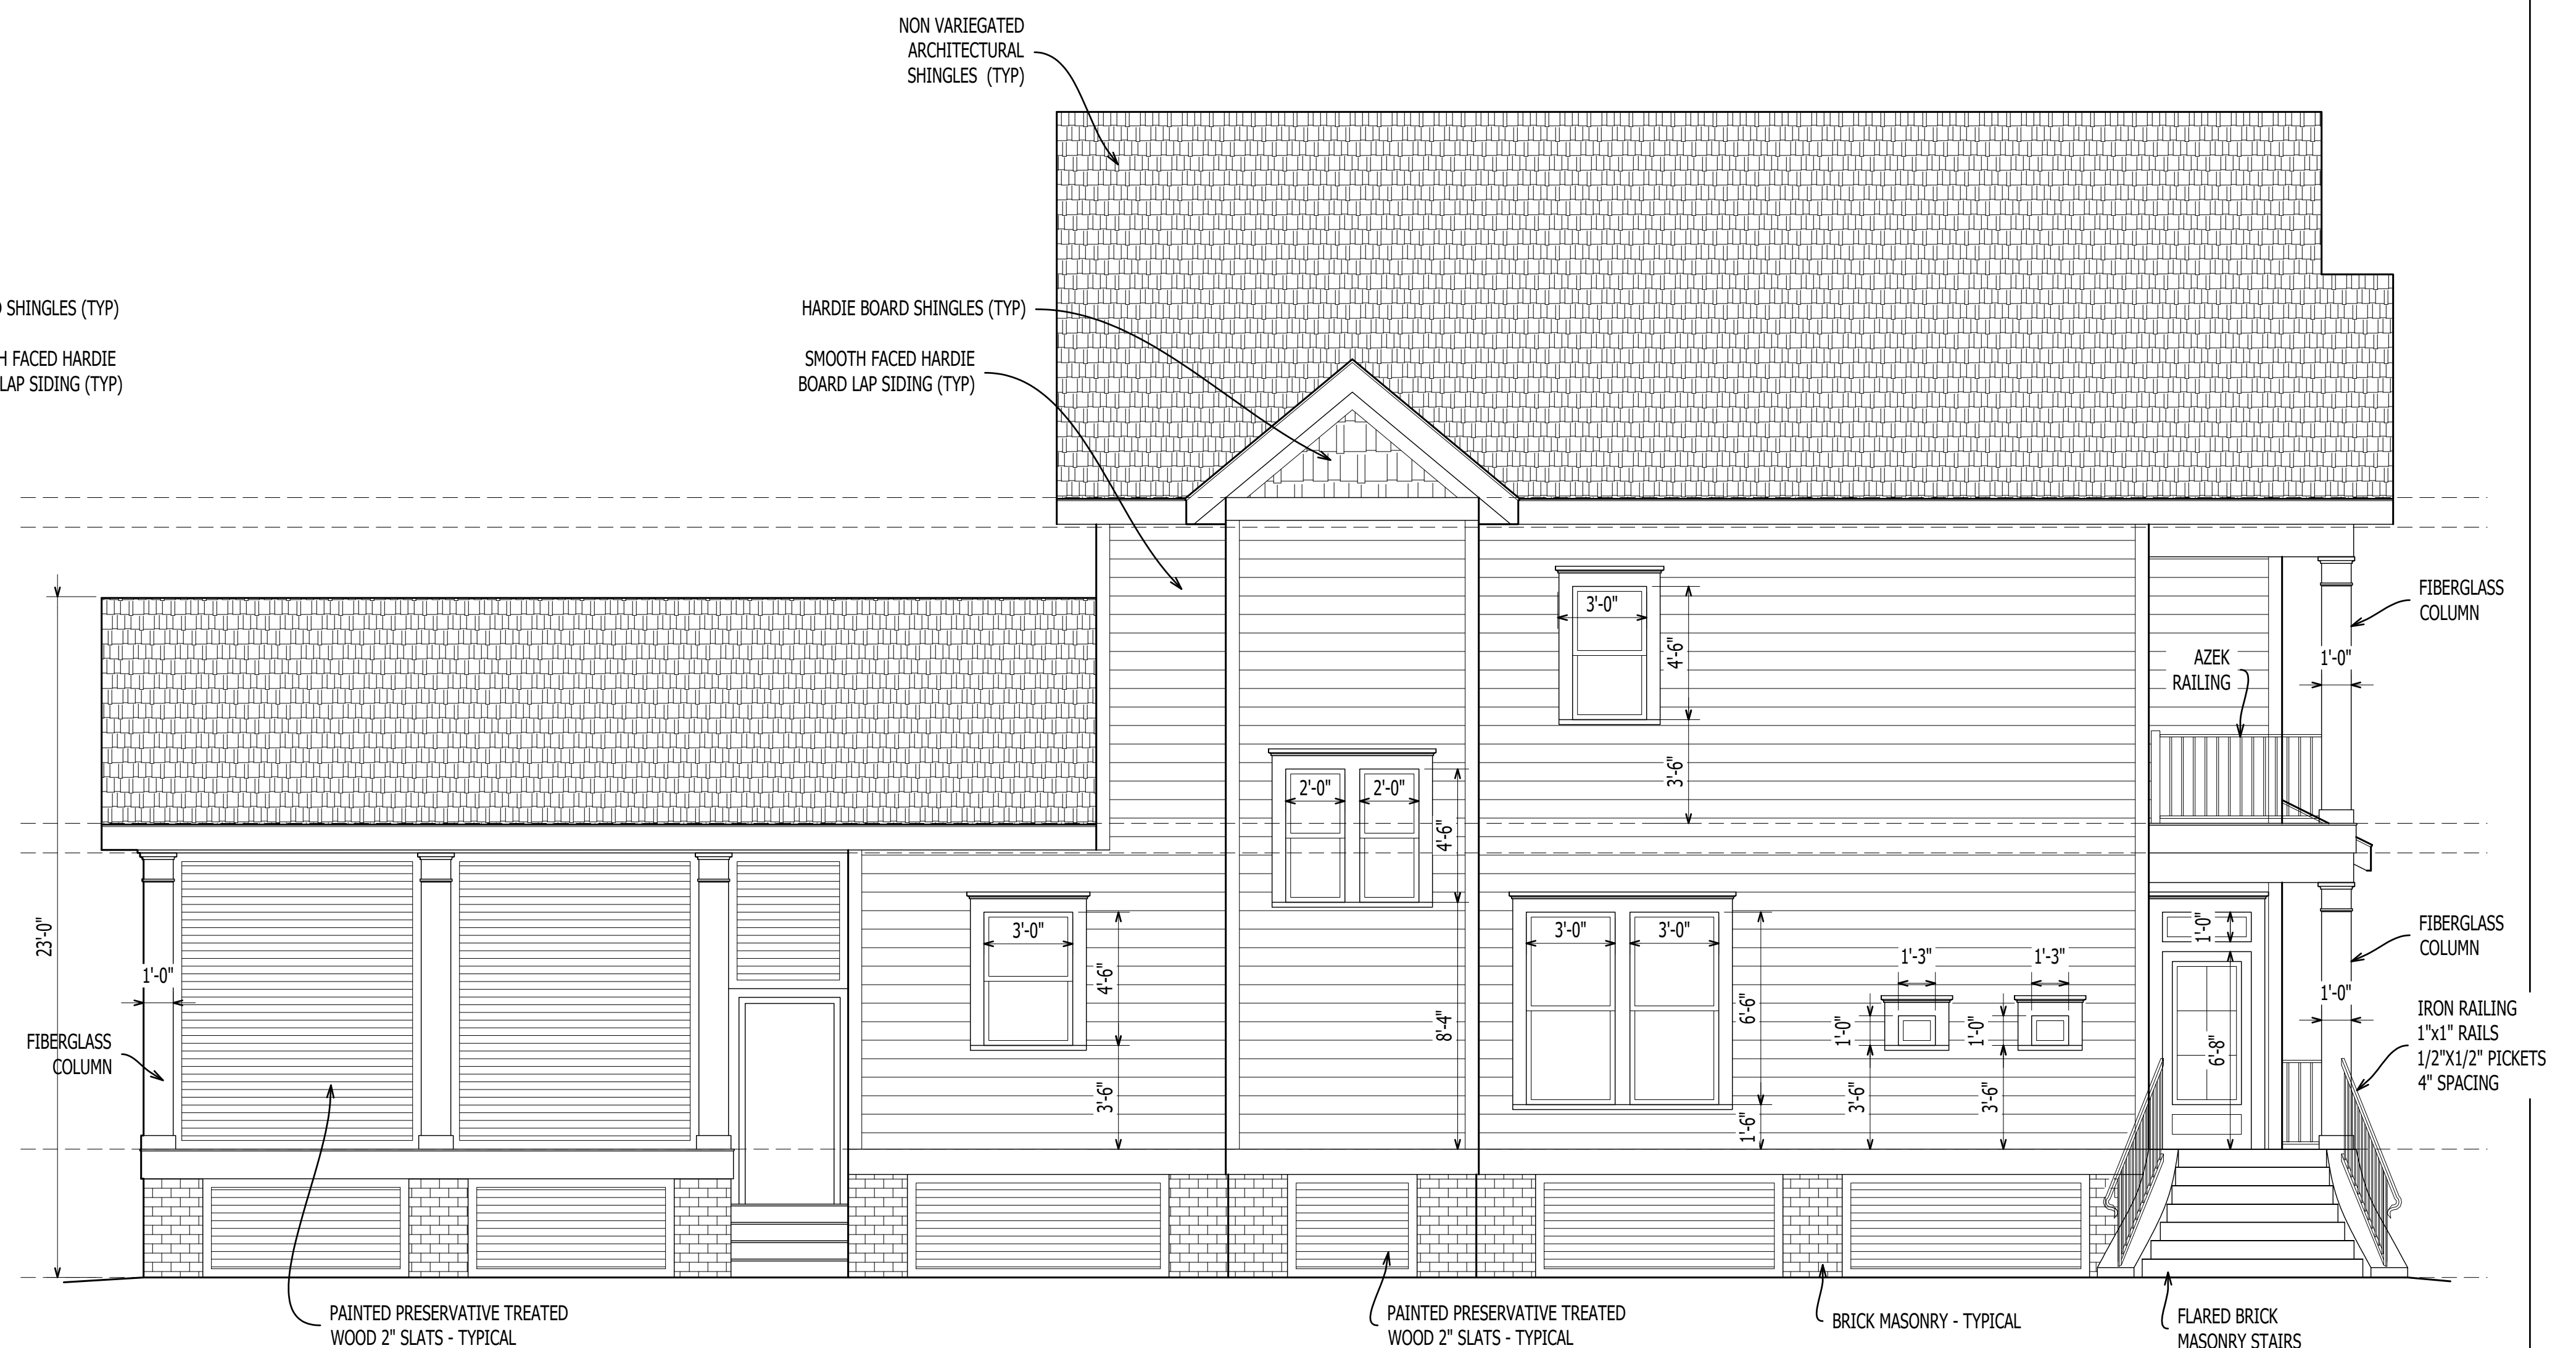 NON VARIEGATED
ARCHITECTURAL
SHINGLES (TYP)
SHINGLES (TYP)
FACED HARDIE
LAP SIDING (TYP)
HARDIE BOARD SHINGLES (TYP)
SMOOTH FACED HARDIE
BOARD LAP SIDING (TYP)
3'-0"
4'-6"
3'-6"
FIBERGLASS
COLUMN
1'-0"
AZEK
RAILING
2'-0"
2'-0"
4'-6"
8'-4"
23'-0"
1'-0"
FIBERGLASS
COLUMN
3'-0"
4'-6"
3'-6"
3'-0"
3'-0"
6'-6"
1'-6"
1'-3"
1'-0"
3'-6"
1'-3"
1'-0"
3'-6"
1'-0"
6'-8"
FIBERGLASS
COLUMN
1'-0"
IRON RAILING
1"x1" RAILS
1/2"X1/2" PICKETS
4" SPACING
PAINTED PRESERVATIVE TREATED
WOOD 2" SLATS - TYPICAL
PAINTED PRESERVATIVE TREATED
WOOD 2" SLATS - TYPICAL
BRICK MASONRY - TYPICAL
FLARED BRICK
MASONRY STAIRS